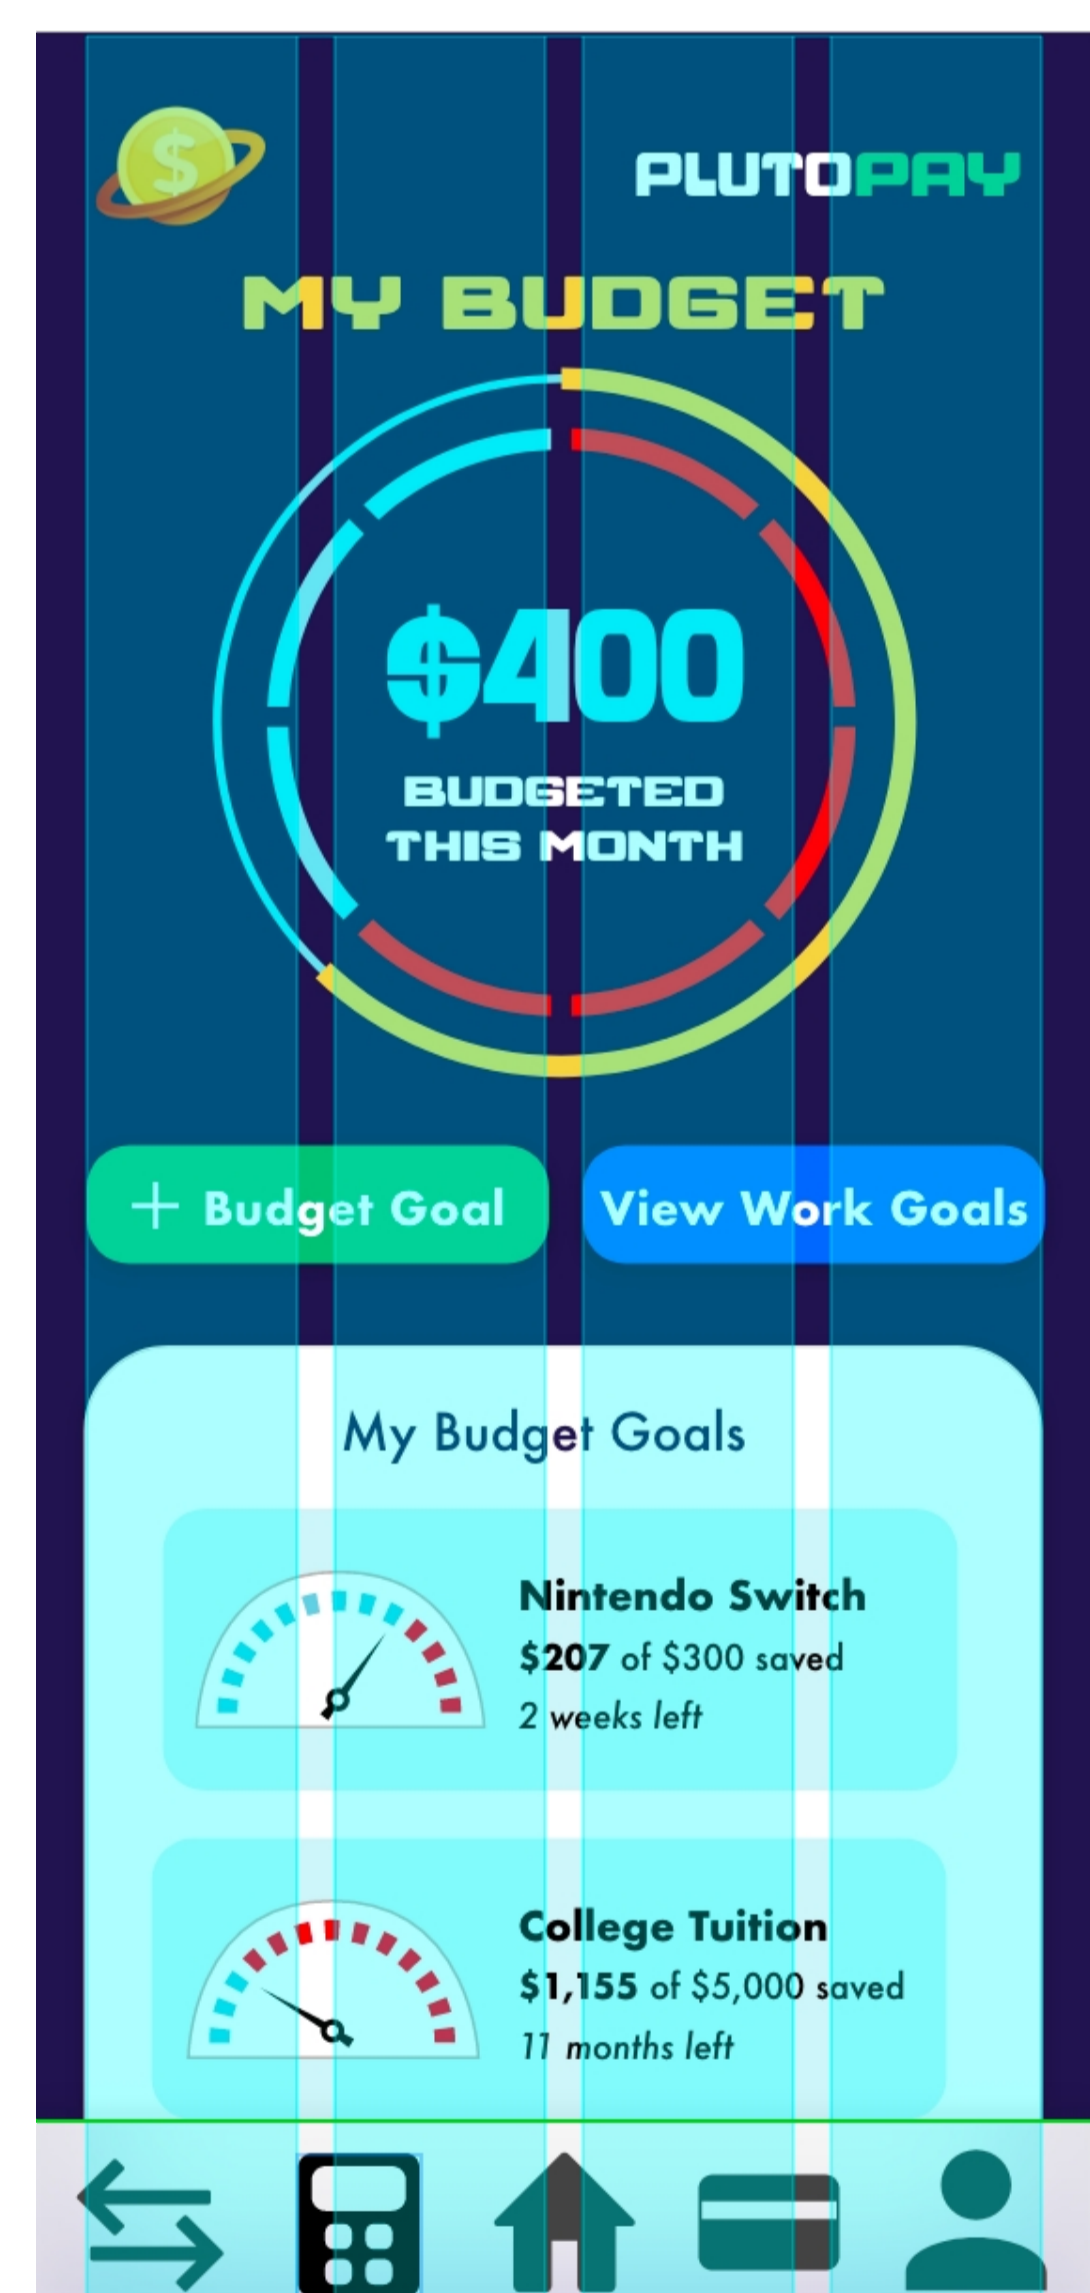 $
PLUTOPAY
MY BUDGET
$400
BUDGETED
THIS MONTH
+ Budget Goal
View Work Goals
My Budget Goals
Nintendo Switch
$207 of $300 saved
2 weeks left
College Tuition
$1,155 of $5,000 saved
11 months left